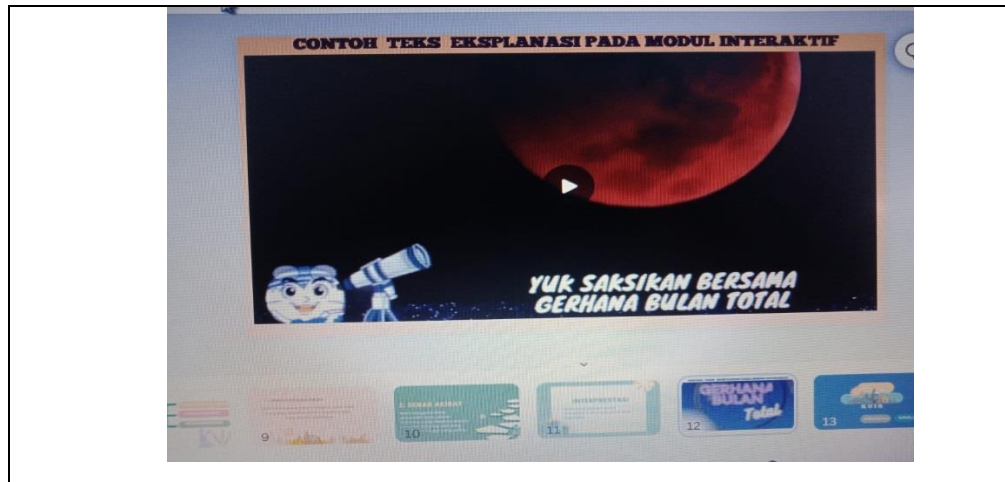 CONTOH TEKS EKSPLANASI PADA MODUL INTERAKTIF
YUK SAKSIKAN BERSAMA
GERHANA BULAN TOTAL
9
10
2. SEBAB AKIBAT
11
INTERPRETASI
12
GERHANA
BULAN
Total
13
KUIS